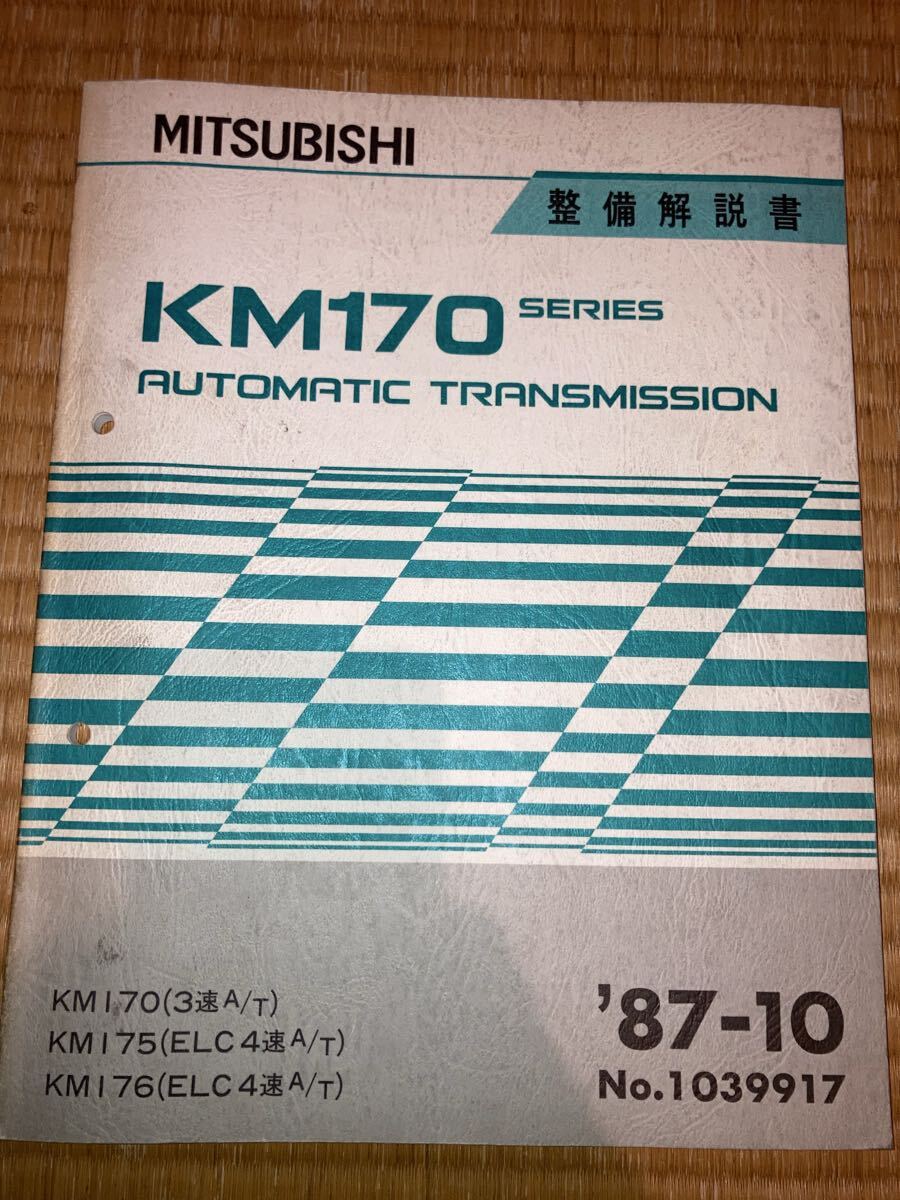 MITSUBISHI
整備解説書
KM170 SERIES
AUTOMATIC TRANSMISSION
KM170(3速A/T)
KM175(ELC4速A/T)
KM176(ELC4速A/T)
'87-10
No.1039917